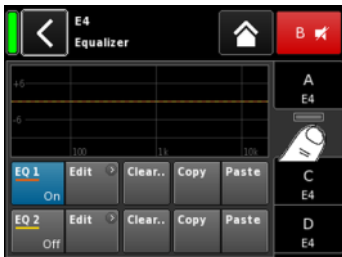 E4
Equalizer
B
A
E4
+6
-6
100
1k
10k
EQ 1
On
Edit
Clear..
Copy
Paste
C
E4
EQ 2
Off
Edit
Clear..
Copy
Paste
D
E4